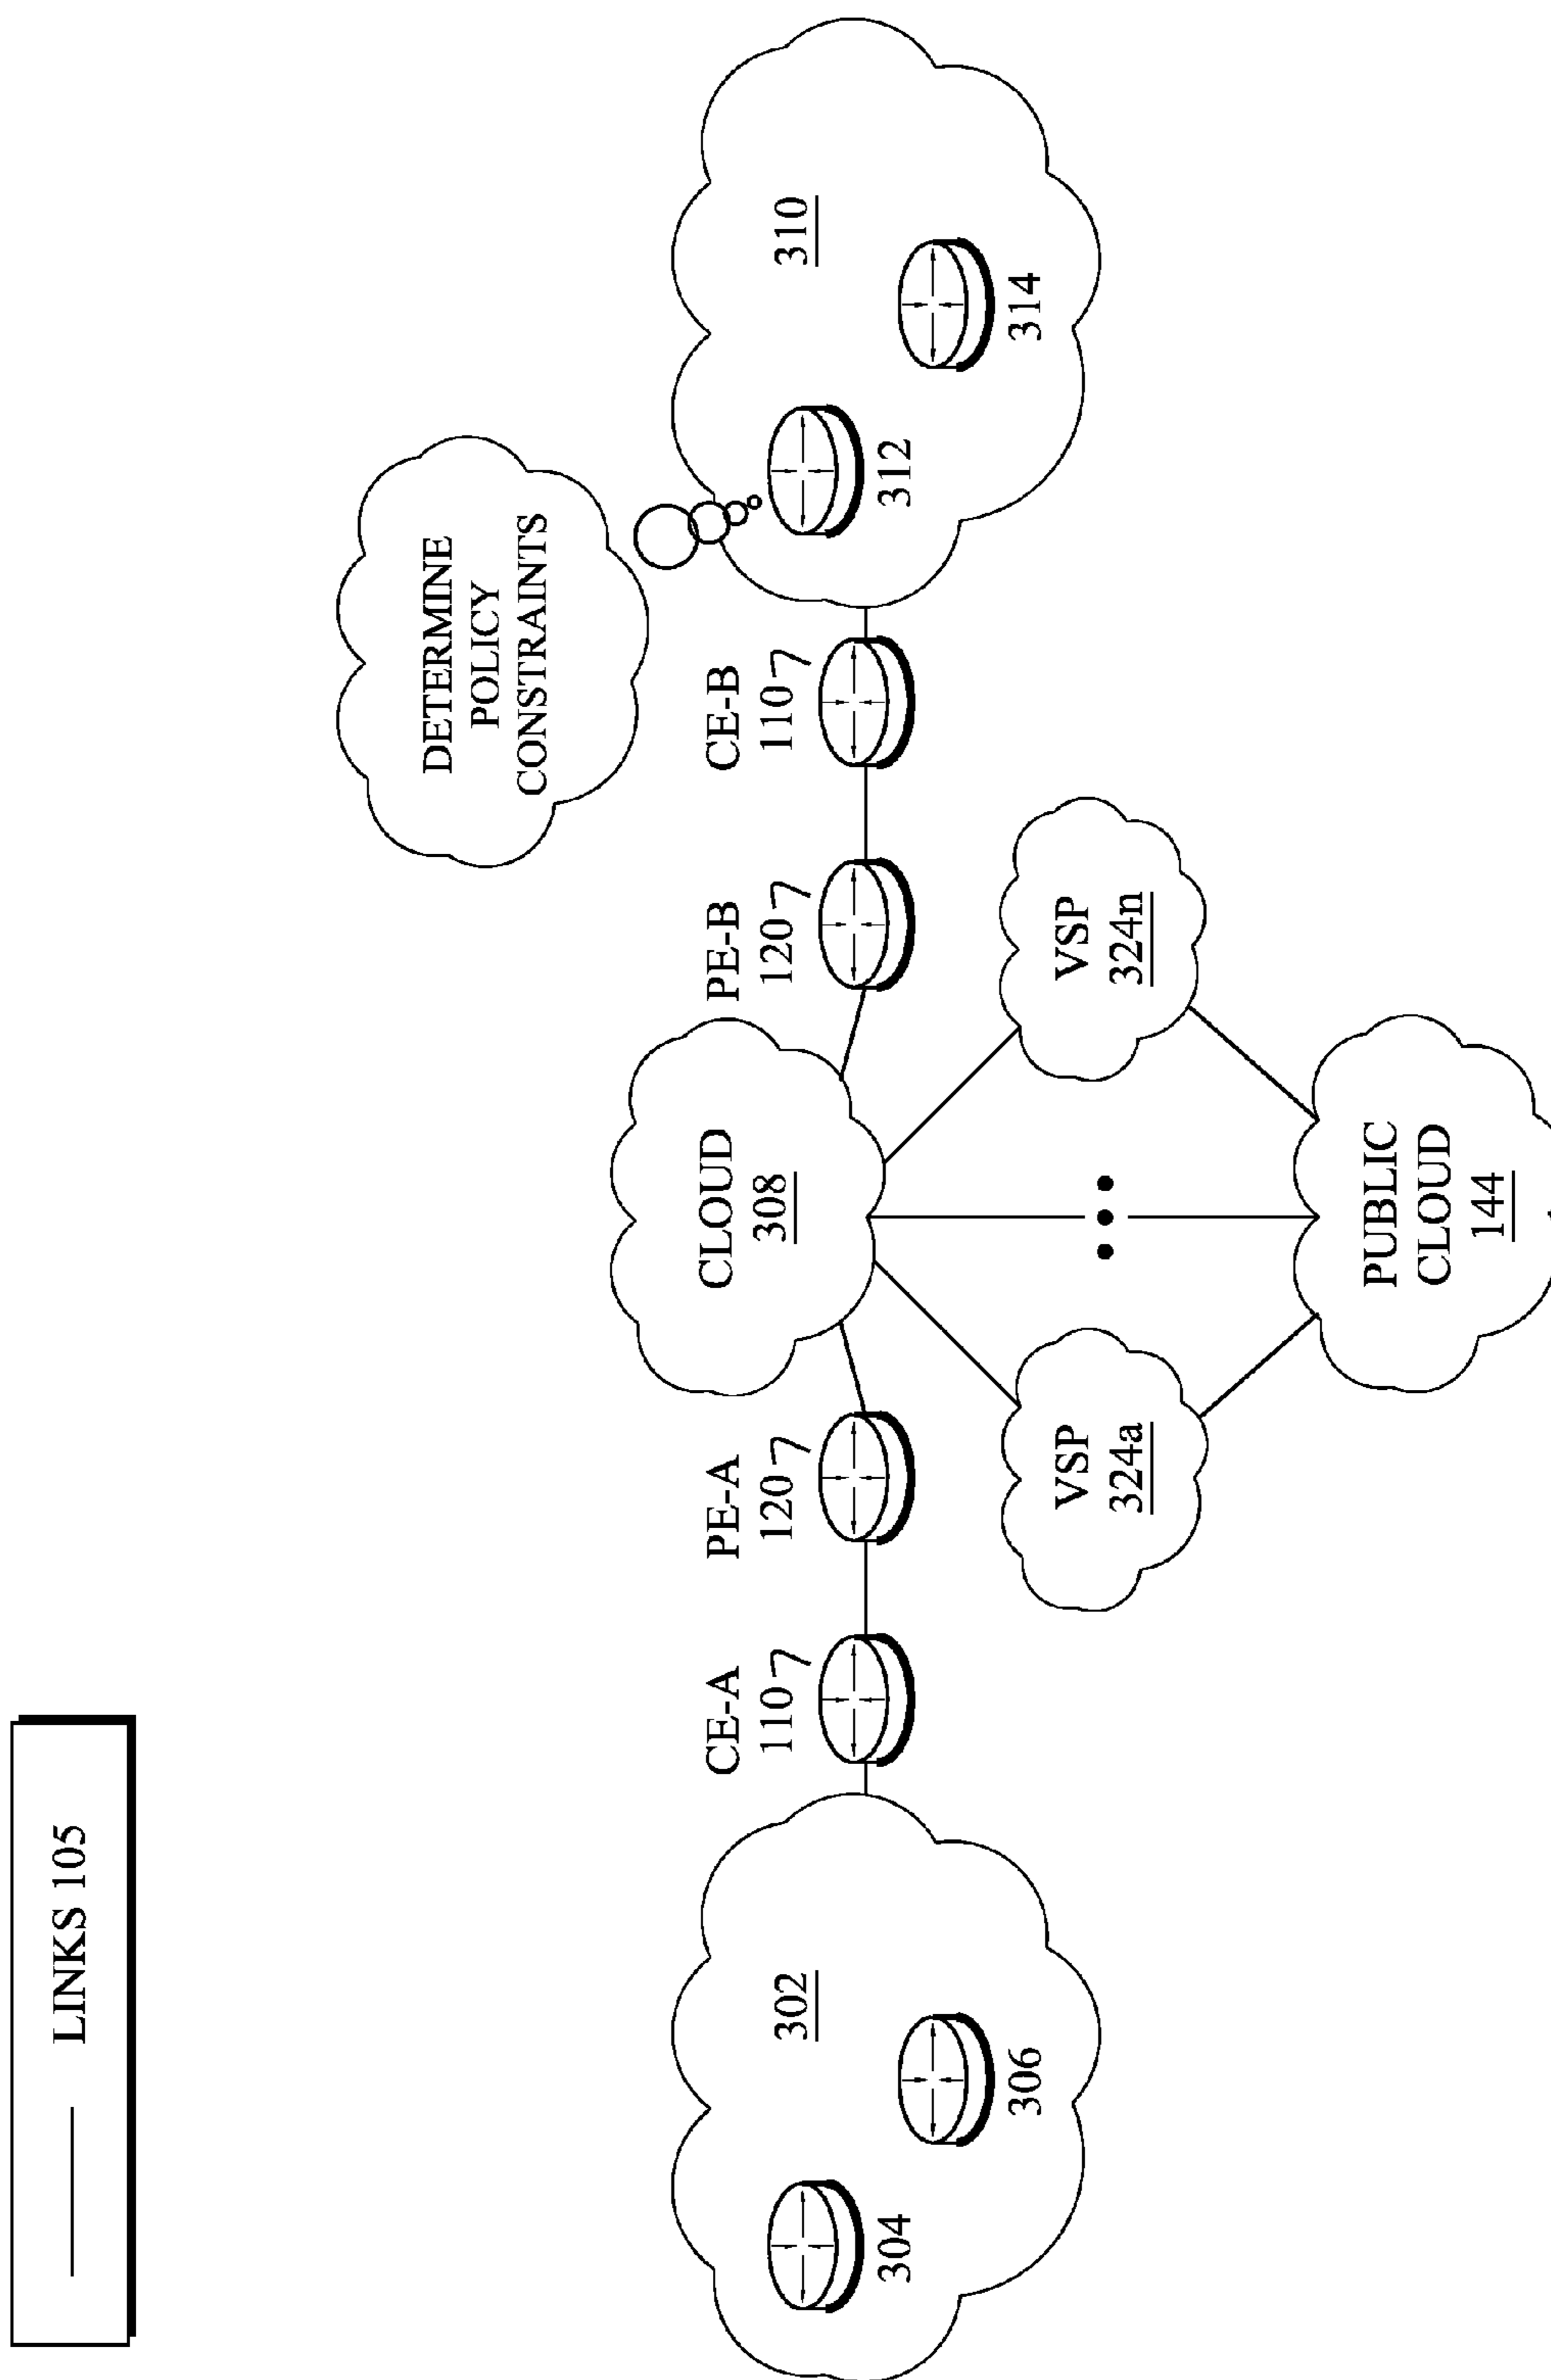 LINKS 105
DETERMINE
POLICY
CONSTRAINTS
CE-A
110
PE-A
120
CLOUD
308
PE-B
120
CE-B
110
302
304
306
310
312
314
VSP
324a
VSP
324n
PUBLIC
CLOUD
144